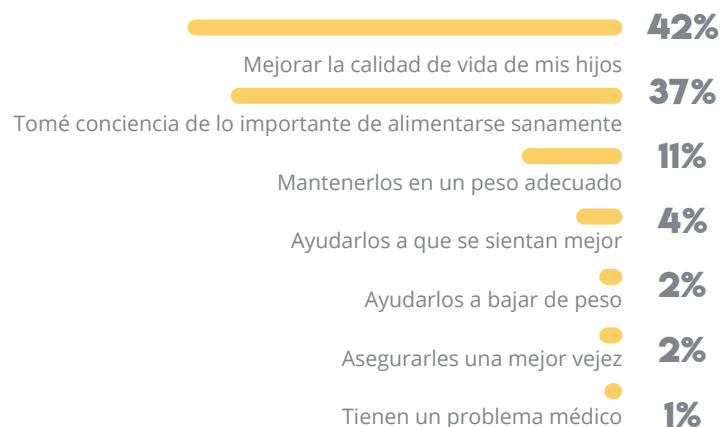 42%
Mejorar la calidad de vida de mis hijos
37%
Tomé conciencia de lo importante de alimentarse sanamente
11%
Mantenerlos en un peso adecuado
4%
Ayudarlos a que se sientan mejor
2%
Ayudarlos a bajar de peso
2%
Asegurarles una mejor vejez
1%
Tienen un problema médico